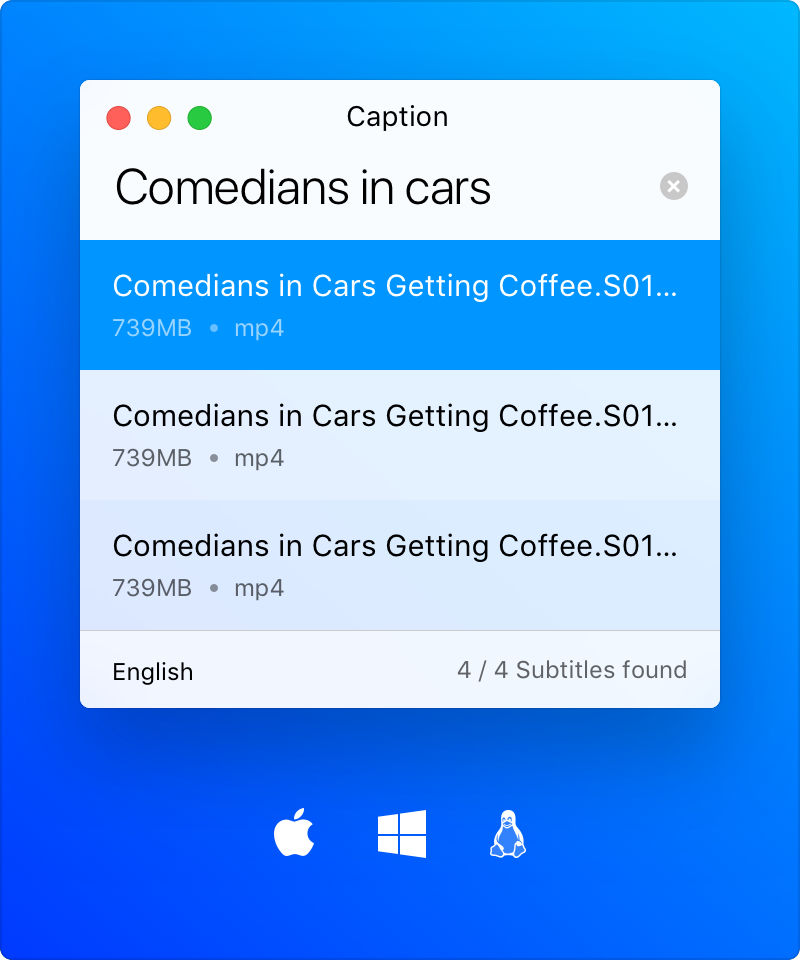 Caption
Comedians in cars
Comedians in Cars Getting Coffee.S01...
739MB • mp4
Comedians in Cars Getting Coffee.S01...
739MB • mp4
Comedians in Cars Getting Coffee.S01...
739MB • mp4
English
4 / 4 Subtitles found